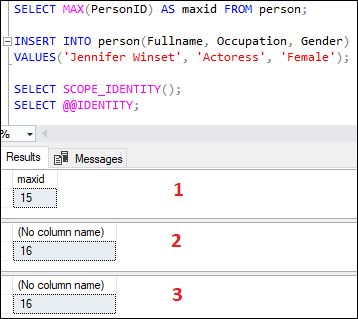 SELECT MAX(PersonID) AS maxid FROM person;
INSERT INTO person(Fullname, Occupation, Gender)
VALUES('Jennifer Winset', 'Actoress', 'Female');
SELECT SCOPE_IDENTITY();
SELECT @@IDENTITY;
%
Results Messages
maxid
15
1
(No column name)
16
2
(No column name)
16
3